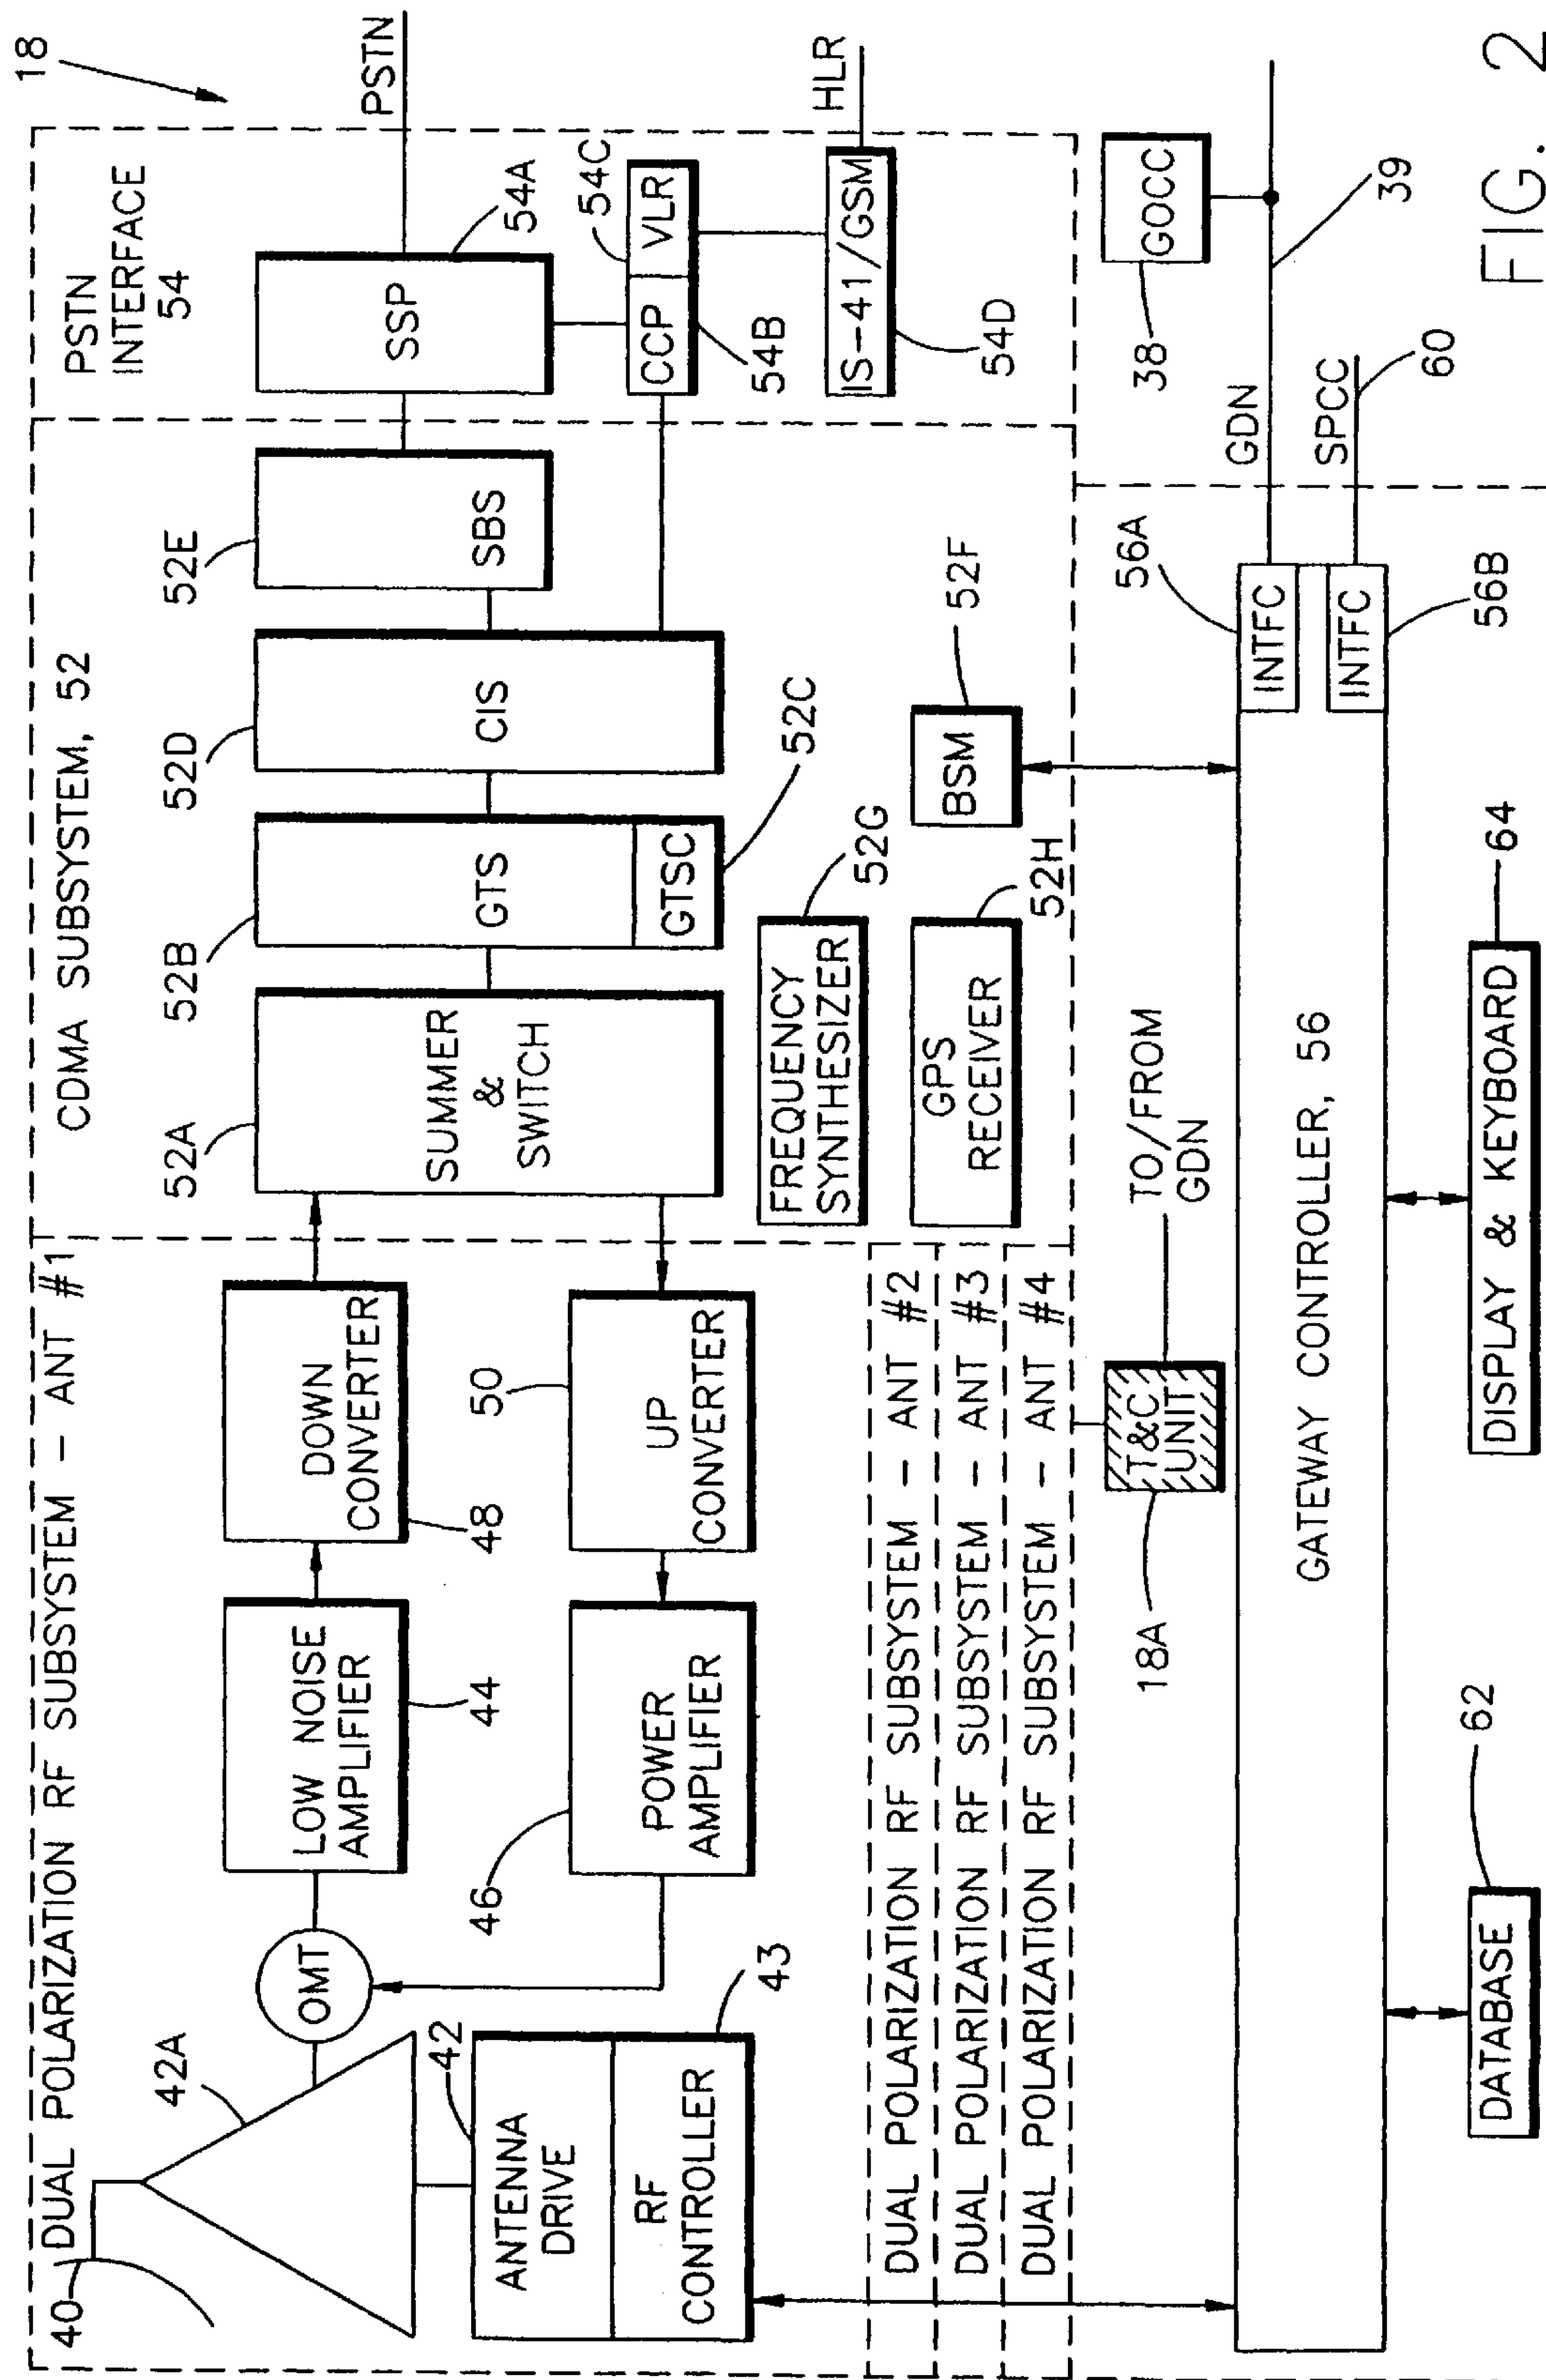 18
40
DUAL POLARIZATION RF SUBSYSTEM – ANT #1
CDMA SUBSYSTEM, 52
PSTN
INTERFACE
54
PSTN
42A
OMT
LOW NOISE
AMPLIFIER
44
DOWN
CONVERTER
48
52A
SUMMER
&
SWITCH
52B
GTS
GTSC
52C
52D
CIS
52E
SBS
SSP
54A
CCP
VLR
54C
54B
IS-41/GSM
54D
HLR
42
ANTENNA
DRIVE
RF
CONTROLLER
43
46
POWER
AMPLIFIER
50
UP
CONVERTER
FREQUENCY
SYNTHESIZER
52G
GPS
RECEIVER
52H
BSM
52F
DUAL POLARIZATION RF SUBSYSTEM – ANT #2
DUAL POLARIZATION RF SUBSYSTEM – ANT #3
DUAL POLARIZATION RF SUBSYSTEM – ANT #4
18A
T&C
UNIT
TO/FROM
GDN
56A
INTFC
GDN
38
GOCC
39
GATEWAY CONTROLLER, 56
INTFC
56B
SPCC
60
DATABASE
62
DISPLAY & KEYBOARD
64
FIG. 2